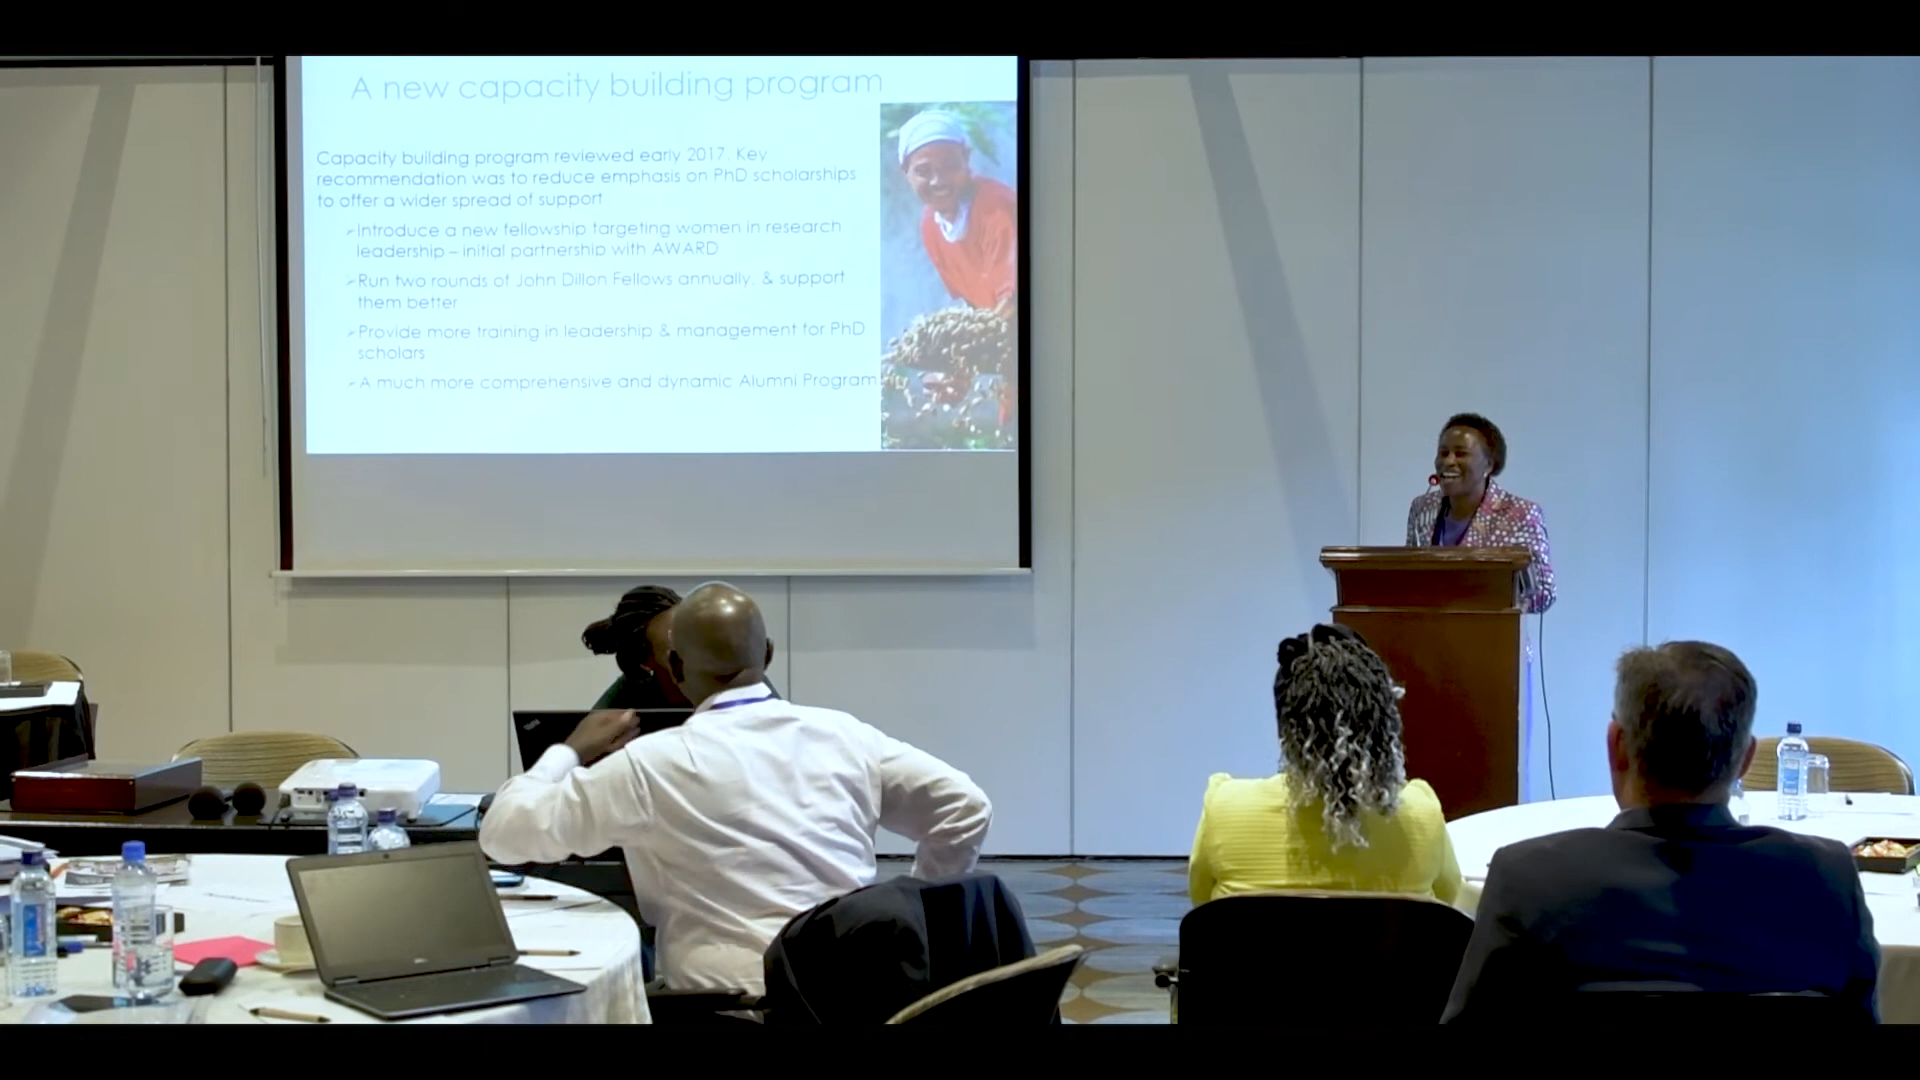 A new capacity building program
Capacity building program reviewed early 2017. Key
recommendation was to reduce emphasis on PhD scholarships
to offer a wider spread of support
➢Introduce a new fellowship targeting women in research
leadership – initial partnership with AWARD
➢Run two rounds of John Dillon Fellows annually, & support
them better
➢Provide more training in leadership & management for PhD
scholars
➢A much more comprehensive and dynamic Alumni Program
DELL